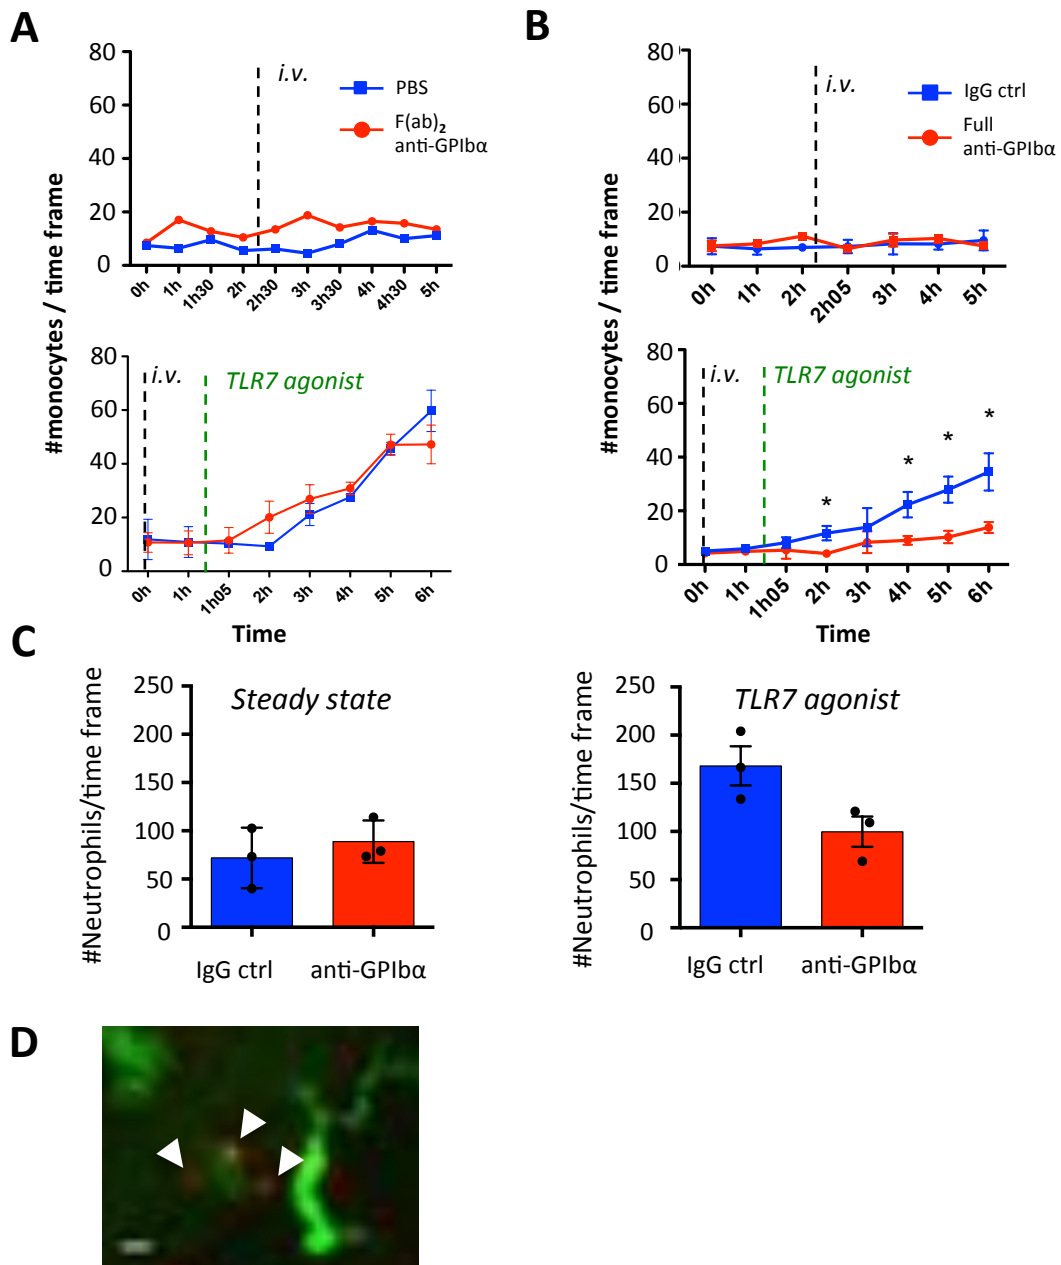 A
80
60
40
20
0
i.v.
PBS
F(ab)2
anti-GPIbα
0h
1h
1h30
2h
2h30
3h
3h30
4h
4h30
5h
#monocytes / time frame
80
60
40
20
0
i.v.
TLR7 agonist
0h
1h
1h05
2h
3h
4h
5h
6h
Time
B
80
60
40
20
0
i.v.
IgG ctrl
Full
anti-GPIbα
0h
1h
2h
2h05
3h
4h
5h
#monocytes / time frame
80
60
40
20
0
i.v.
TLR7 agonist
* * * *
0h
1h
1h05
2h
3h
4h
5h
6h
Time
C
#Neutrophils/time frame
250
200
150
100
50
0
Steady state
IgG ctrl
anti-GPIbα
#Neutrophils/time frame
250
200
150
100
50
0
TLR7 agonist
IgG ctrl
anti-GPIbα
D